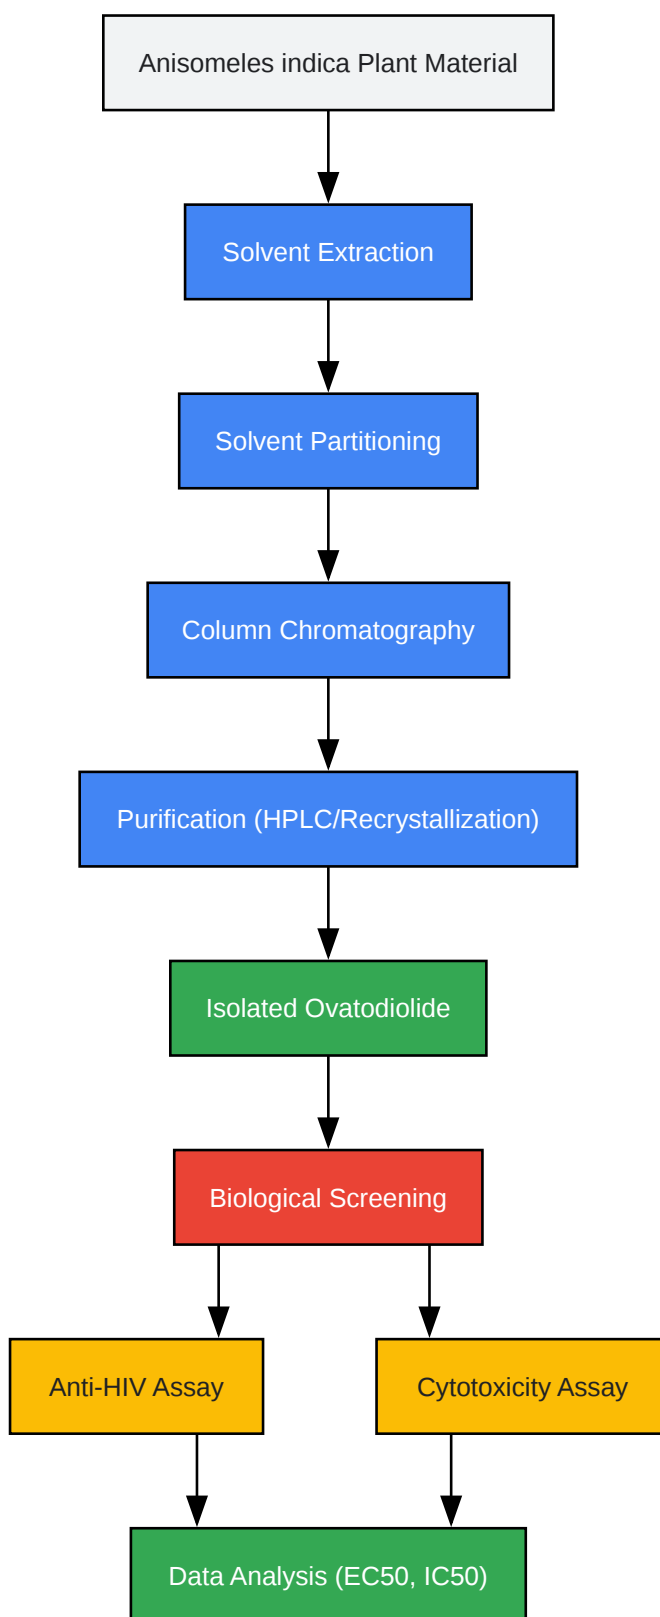 Anisomeles indica Plant Material
Solvent Extraction
Solvent Partitioning
Column Chromatography
Purification (HPLC/Recrystallization)
Isolated Ovatodiolide
Biological Screening
Anti-HIV Assay
Cytotoxicity Assay
Data Analysis (EC50, IC50)